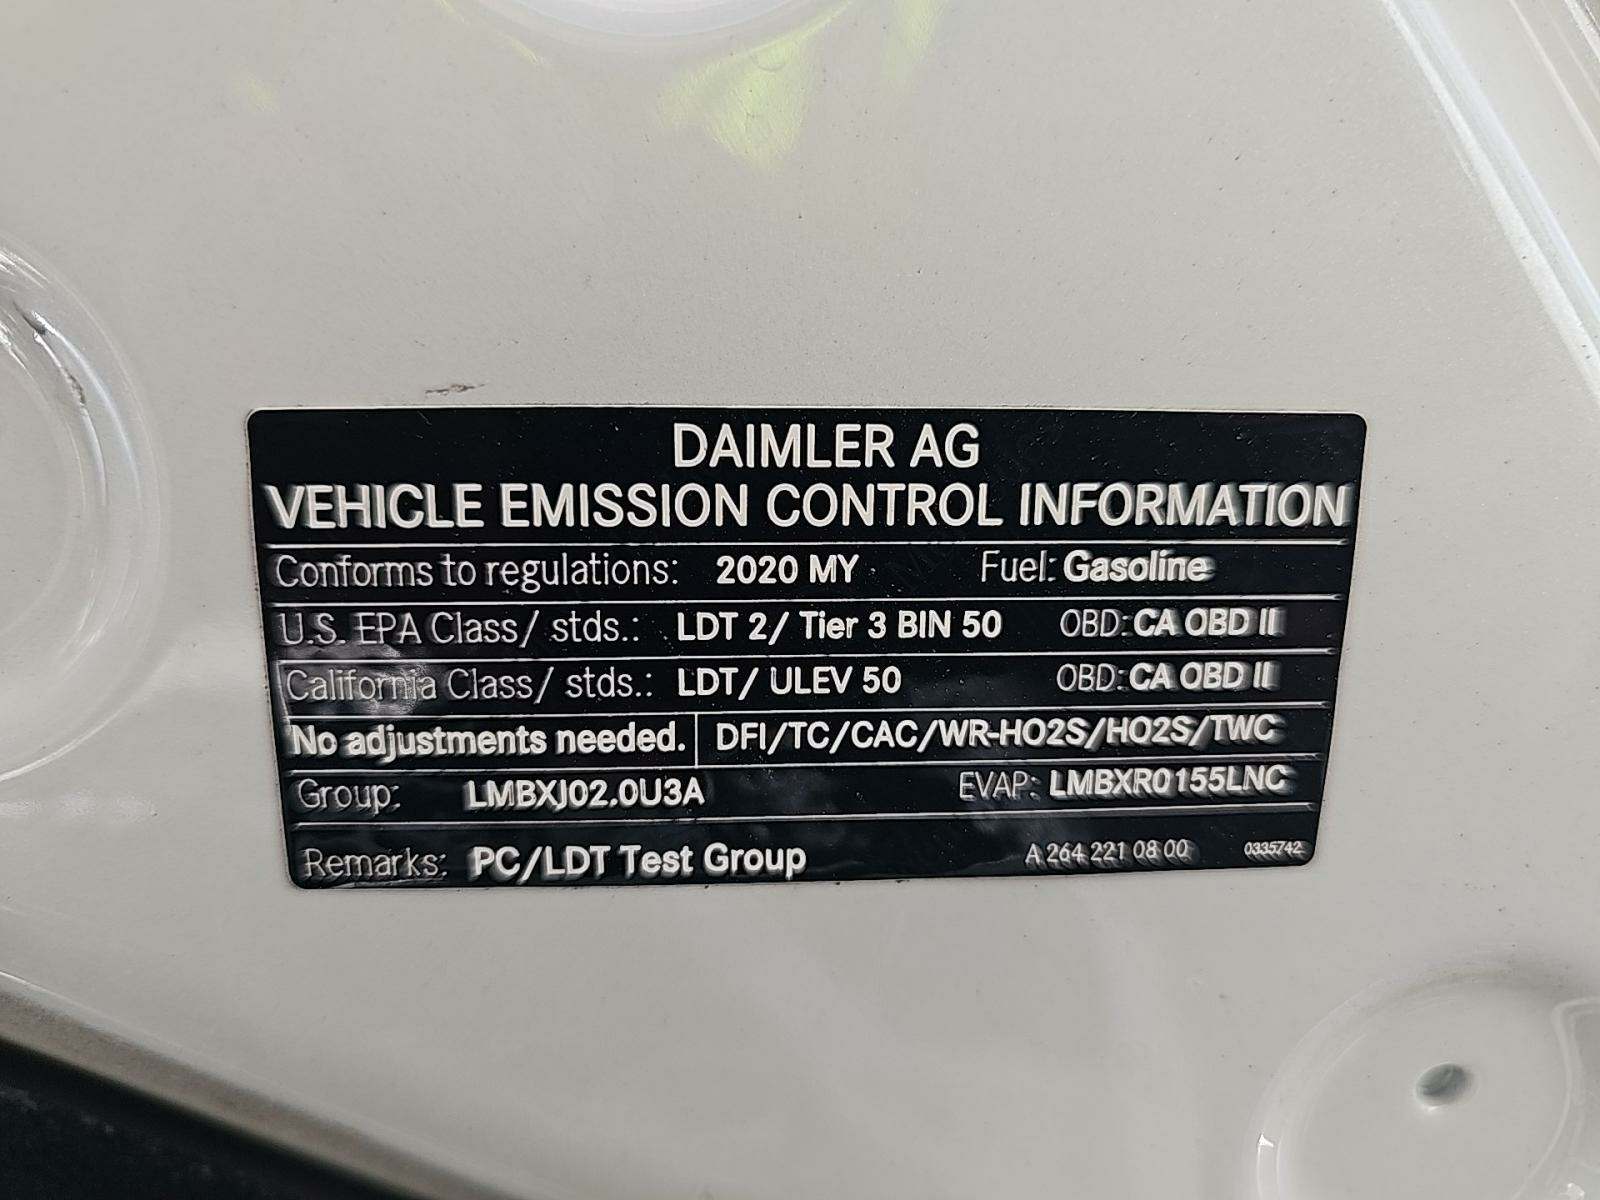 DAIMLER AG
VEHICLE EMISSION CONTROL INFORMATION
Conforms to regulations: 2020 MY Fuel: Gasoline
U.S. EPA Class/ stds.: LDT 2/ Tier 3 BIN 50 OBD: CA OBD II
California Class/ stds.: LDT/ ULEV 50 OBD: CA OBD II
No adjustments needed. DFI/TC/CAC/WR-HO2S/HO2S/TWC
Group: LMBXJ02.0U3A EVAP: LMBXR0155LNC
Remarks: PC/LDT Test Group A 264 221 08 00 0335742